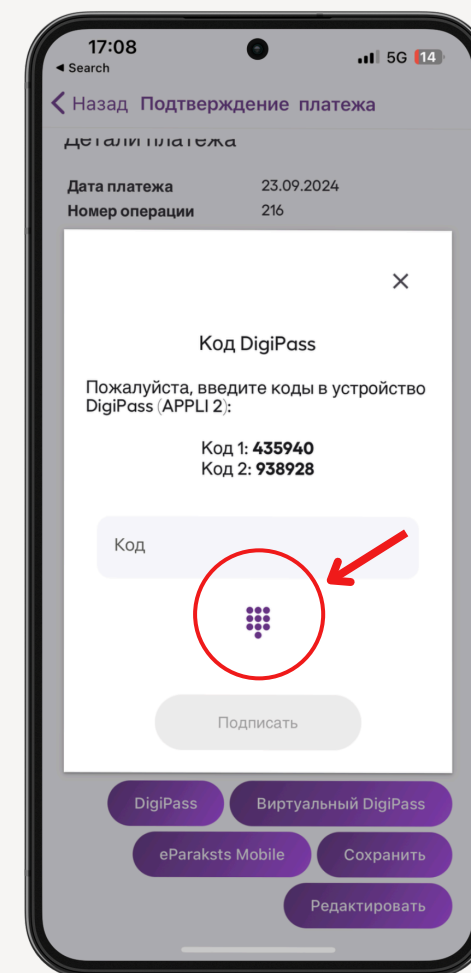 17:08
5G 14
◀ Search
Назад Подтверждение платежа
Детали платежа
Дата платежа 23.09.2024
Номер операции 216
Код DigiPass
Пожалуйста, введите коды в устройство
DigiPass (APPLI 2):
Код 1: 435940
Код 2: 938928
Код
Подписать
DigiPass Виртуальный DigiPass
eParaksts Mobile Сохранить
Редактировать